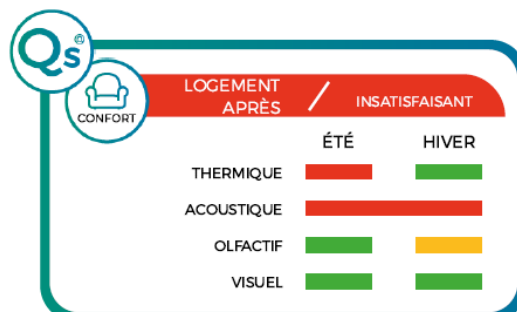 Qs®
CONFORT
LOGEMENT
APRÈS
/ INSATISFAISANT
ÉTÉ HIVER
THERMIQUE
ACOUSTIQUE
OLFACTIF
VISUEL